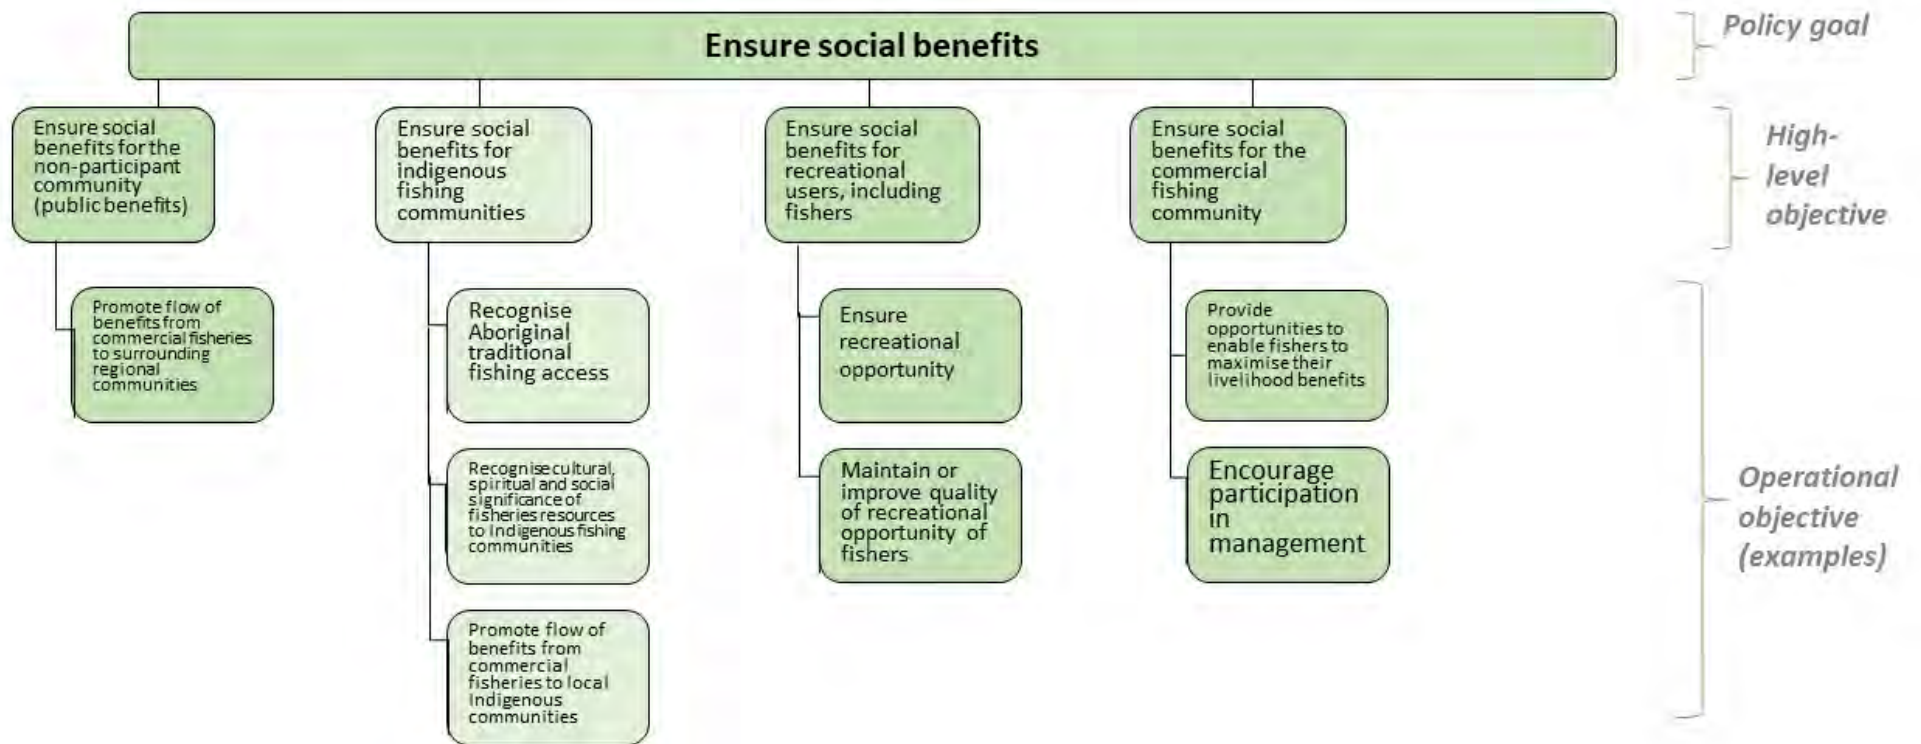 Ensure social benefits
Policy goal
Ensure social
benefits for the
non-participant
community
(public benefits)
Ensure social
benefits for
indigenous
fishing
communities
Ensure social
benefits for
recreational
users, including
fishers
Ensure social
benefits for the
commercial
fishing
community
High-
level
objective
Promote flow of
benefits from
commercial fisheries
to surrounding
regional
communities
Recognise
Aboriginal
traditional
fishing access
Recognise cultural,
spiritual and social
significance of
fisheries resources
to Indigenous fishing
communities
Promote flow of
benefits from
commercial
fisheries to local
Indigenous
communities
Ensure
recreational
opportunity
Maintain or
improve quality
of recreational
opportunity of
fishers
Provide
opportunities to
enable fishers to
maximise their
livelihood benefits
Encourage
participation
in
management
Operational
objective
(examples)